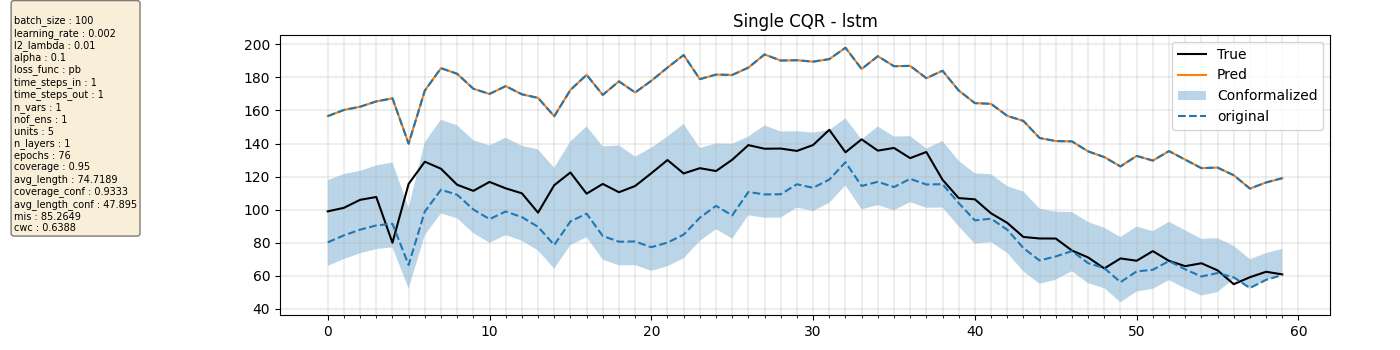 Single CQR - lstm
batch_size : 100
learning_rate : 0.002
l2_lambda : 0.01
alpha : 0.1
loss_func : pb
time_steps_in : 1
time_steps_out : 1
n_vars : 1
nof_ens : 1
units : 5
n_layers : 1
epochs : 76
coverage : 0.95
avg_length : 74.7189
coverage_conf : 0.9333
avg_length_conf : 47.895
mis : 85.2649
cwc : 0.6388
200
180
160
140
120
100
80
60
40
0
10
20
30
40
50
60
True
Pred
Conformalized
original